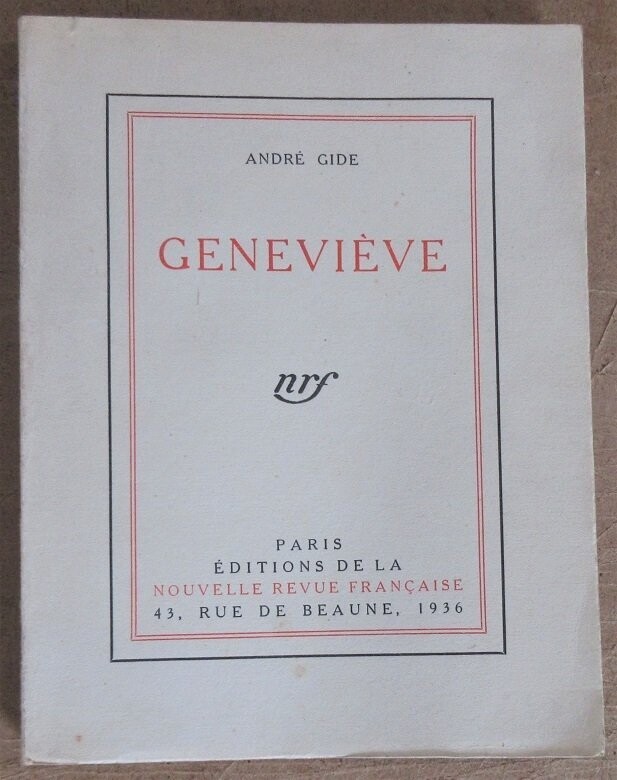 ANDRÉ GIDE
GENEVIÈVE
nrf
PARIS
ÉDITIONS DE LA
NOUVELLE REVUE FRANÇAISE
43, RUE DE BEAUNE, 1936